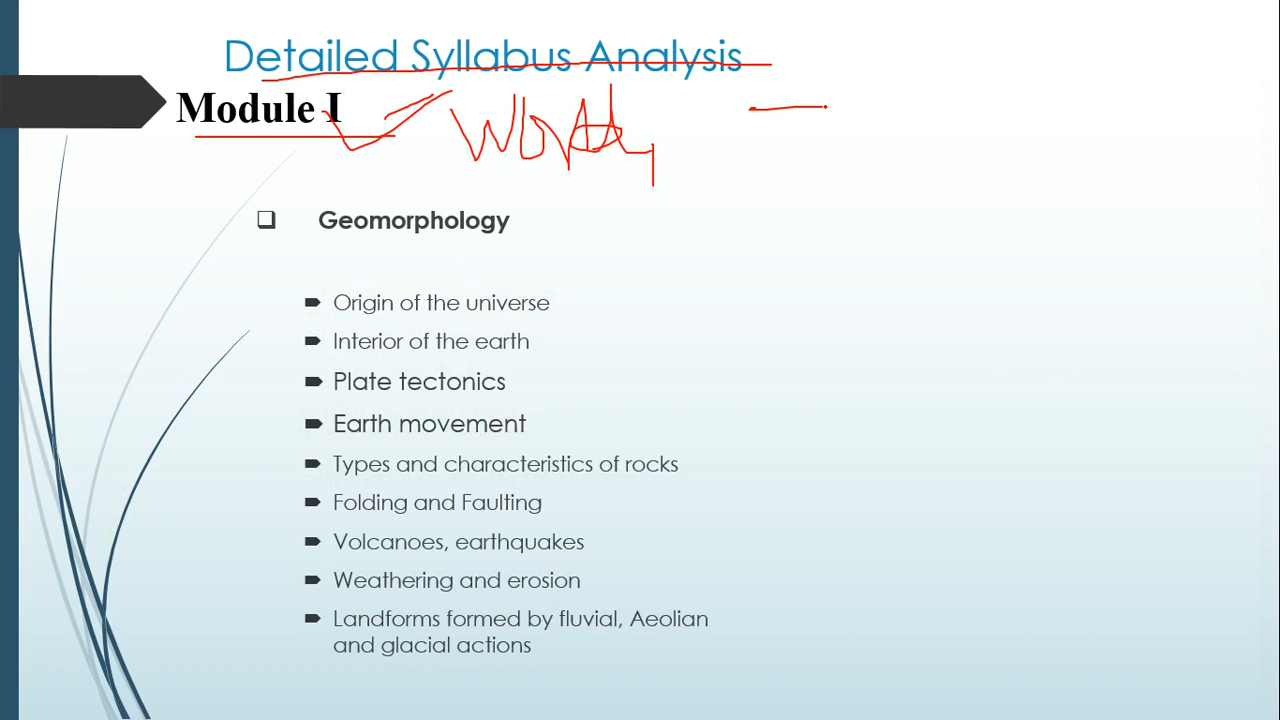 Detailed Syllabus Analysis
Module I
Geomorphology
Origin of the universe
Interior of the earth
Plate tectonics
Earth movement
Types and characteristics of rocks
Folding and Faulting
Volcanoes, earthquakes
Weathering and erosion
Landforms formed by fluvial, Aeolian
and glacial actions